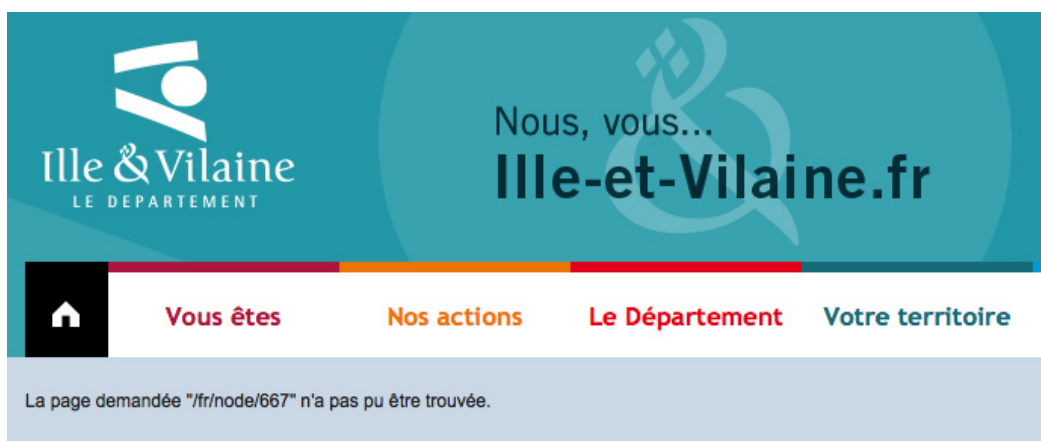 Ille & Vilaine
LE DEPARTEMENT
Nous, vous...
Ille-et-Vilaine.fr
Vous êtes
Nos actions
Le Département
Votre territoire
La page demandée "/fr/node/667" n'a pas pu être trouvée.